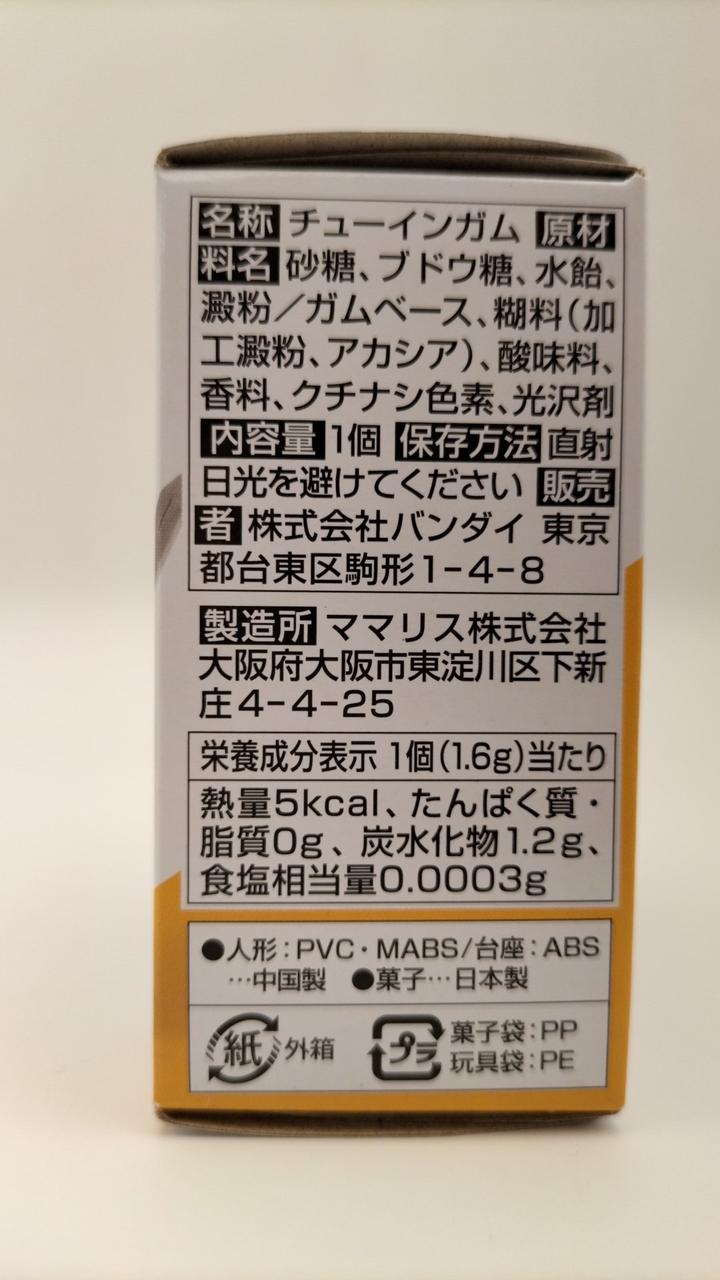 名称 チューインガム 原材
料名 砂糖、ブドウ糖、水飴、
澱粉／ガムベース、糊料(加
工澱粉、アカシア)、酸味料、
香料、クチナシ色素、光沢剤
内容量 1個 保存方法 直射
日光を避けてください 販売
者 株式会社バンダイ 東京
都台東区駒形1-4-8
製造所 ママリス株式会社
大阪府大阪市東淀川区下新
庄4-4-25
栄養成分表示 1個(1.6g)当たり
熱量5kcal、たんぱく質・
脂質0g、炭水化物1.2g、
食塩相当量0.0003g
●人形：PVC・MABS/台座：ABS
…中国製 ●菓子…日本製
紙 外箱 プラ 菓子袋：PP
玩具袋：PE